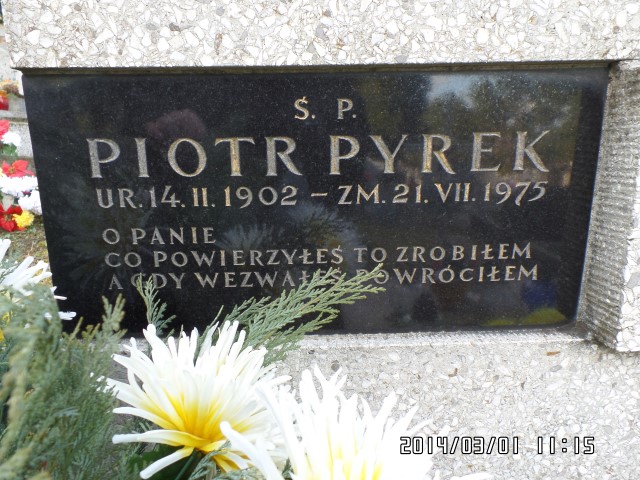 Ś. P.
PIOTR PYREK
UR. 14. II. 1902 – ZM. 21. VII. 1975
O PANIE
CO POWIERZYŁEŚ TO ZROBIŁEM
A GDY WEZWAŁEŚ POWRÓCIŁEM
2014/03/01 11:15